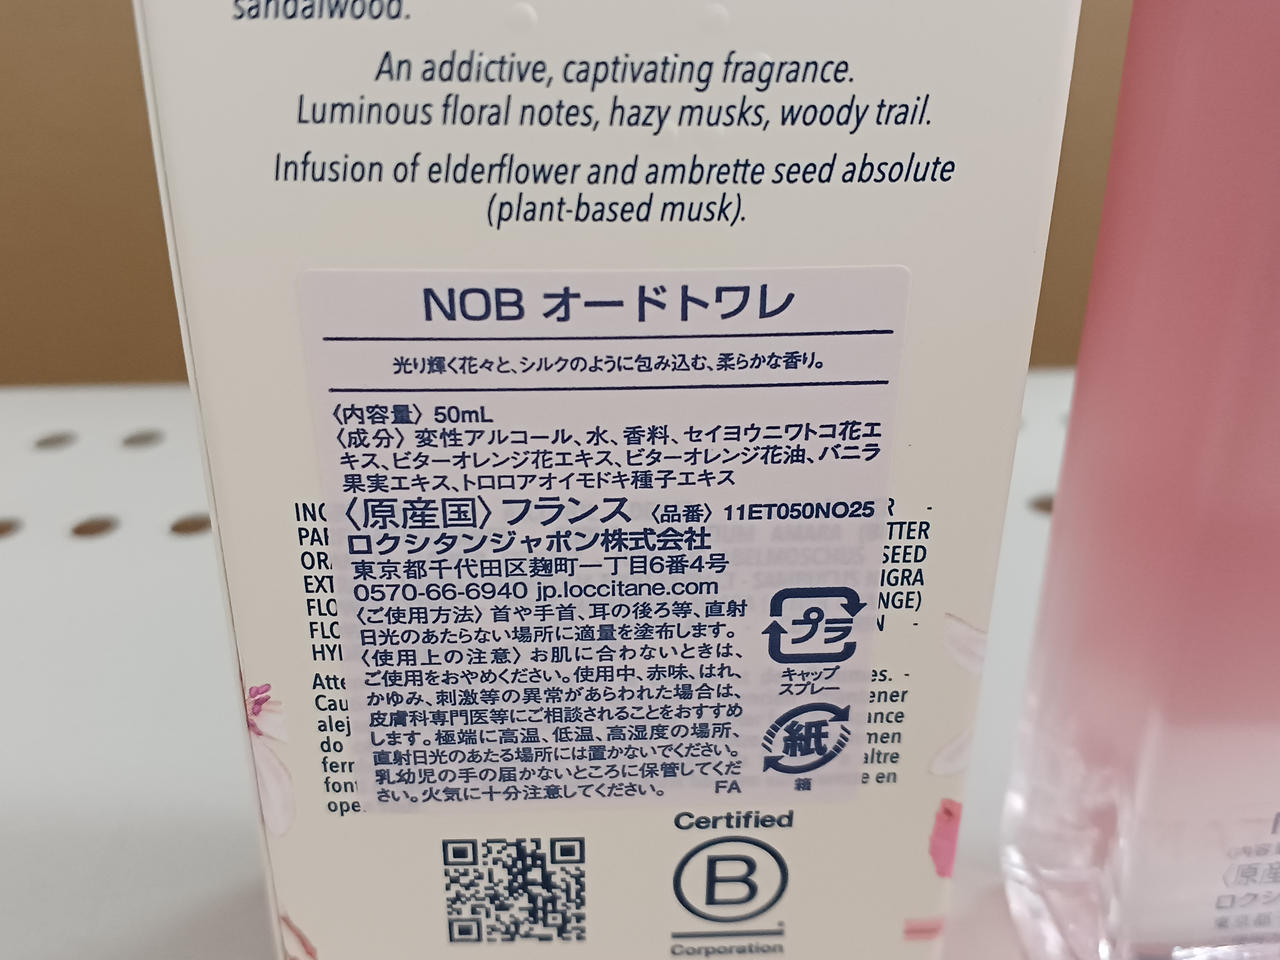 sandalwood.
An addictive, captivating fragrance.
Luminous floral notes, hazy musks, woody trail.
Infusion of elderflower and ambrette seed absolute
(plant-based musk).
NOB オードトワレ
光り輝く花々と、シルクのように包み込む、柔らかな香り。
〈内容量〉 50mL
〈成分〉 変性アルコール、水、香料、セイヨウニワトコ花エ
キス、ビターオレンジ花エキス、ビターオレンジ花油、バニラ
果実エキス、トロロアオイモドキ種子エキス
〈原産国〉 フランス 〈品番〉 11ET050NO25
ロクシタンジャポン株式会社
東京都千代田区麹町一丁目6番4号
0570-66-6940 jp.loccitane.com
〈ご使用方法〉 首や手首、耳の後ろ等、直射
日光のあたらない場所に適量を塗布します。
〈使用上の注意〉 お肌に合わないときは、
ご使用をおやめください。使用中、赤味、はれ、
かゆみ、刺激等の異常があらわれた場合は、
皮膚科専門医等にご相談されることをおすすめ
します。極端に高温、低温、高湿度の場所、
直射日光のあたる場所には置かないでください。
乳幼児の手の届かないところに保管してくだ
さい。火気に十分注意してください。 FA
プラ
キャップ
スプレー
紙
箱
Certified
B
Corporation